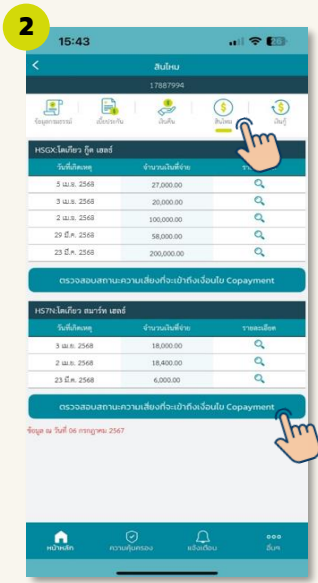 2
15:43
สินไหม
17887994
ข้อมูลกรมธรรม์ เบี้ยประกัน เงินคืน สินไหม เงินกู้
HSGX:โตเกียว กู๊ด เฮลธ์
วันที่เกิดเหตุ จำนวนเงินที่จ่าย
5 เม.ย. 2568 27,000.00
3 เม.ย. 2568 20,000.00
2 เม.ย. 2568 100,000.00
29 มี.ค. 2568 58,000.00
23 มี.ค. 2568 200,000.00
ตรวจสอบสถานะความเสี่ยงที่จะเข้าถึงเงื่อนไข Copayment
HS7N:โตเกียว สมาร์ท เฮลธ์
วันที่เกิดเหตุ จำนวนเงินที่จ่าย รายละเอียด
3 เม.ย. 2568 18,000.00
2 เม.ย. 2568 18,400.00
23 มี.ค. 2568 6,000.00
ตรวจสอบสถานะความเสี่ยงที่จะเข้าถึงเงื่อนไข Copayment
ข้อมูล ณ วันที่ 06 กรกฎาคม 2567
หน้าหลัก ความคุ้มครอง แจ้งเตือน อื่นๆ